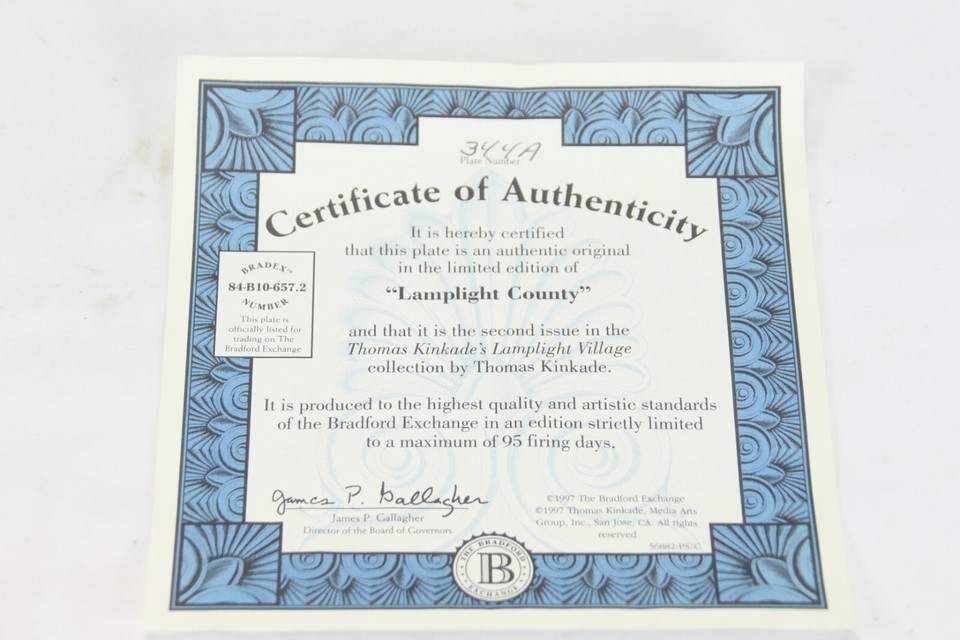 344A
Plate Number
Certificate of Authenticity
It is hereby certified
that this plate is an authentic original
in the limited edition of
“Lamplight County”
and that it is the second issue in the
Thomas Kinkade's Lamplight Village
collection by Thomas Kinkade.
It is produced to the highest quality and artistic standards
of the Bradford Exchange in an edition strictly limited
to a maximum of 95 firing days.
BRADEX™
84-B10-657.2
NUMBER
This plate is
officially listed for
trading on The
Bradford Exchange
James P. Gallagher
James P. Gallagher
Director of the Board of Governors
©1997 The Bradford Exchange
©1997 Thomas Kinkade, Media Arts
Group, Inc., San Jose, CA. All rights
reserved
56882-PS/C
THE BRADFORD
B
EXCHANGE